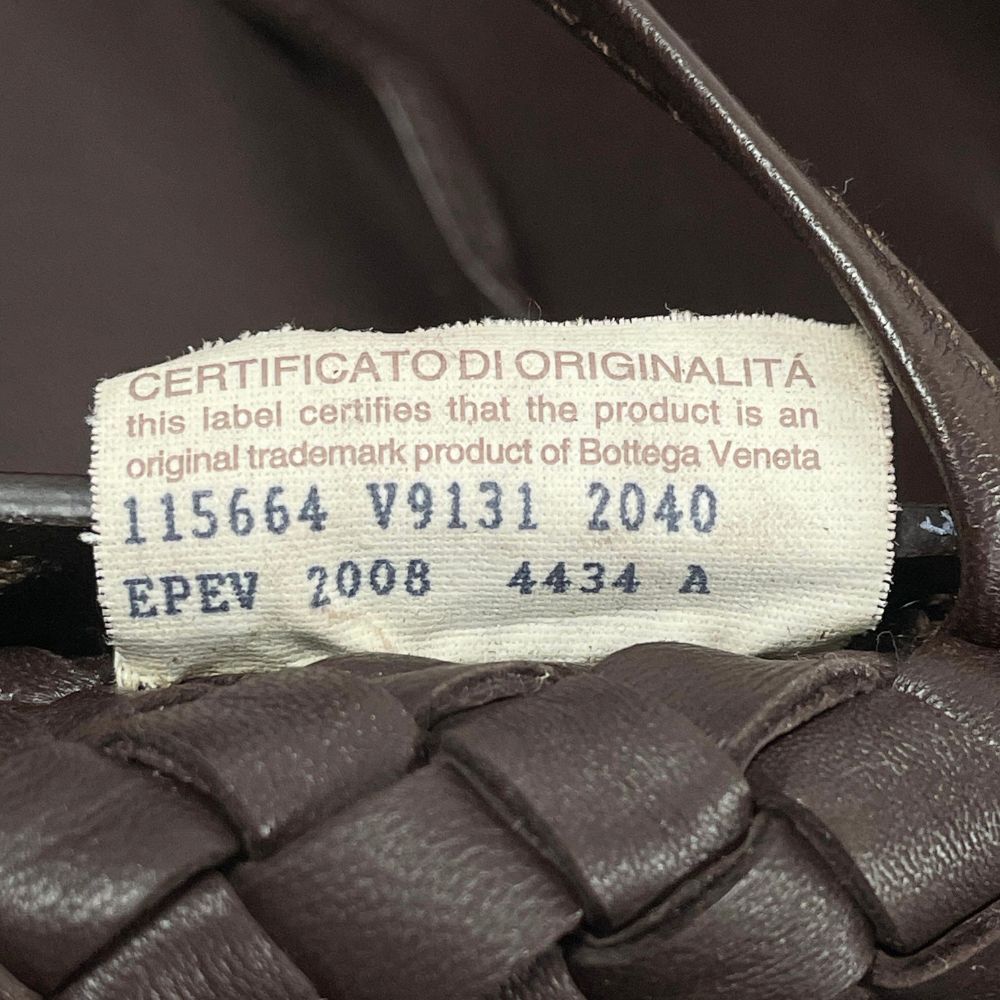 CERTIFICATO DI ORIGINALITÁ
this label certifies that the product is an
original trademark product of Bottega Veneta
115664 V9131 2040
EPEV 2008 4434 A